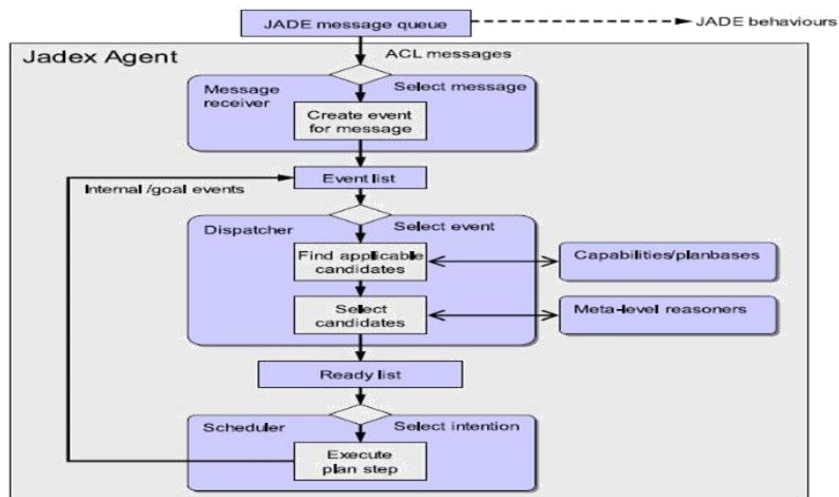 JADE message queue
JADE behaviours
Jadex Agent
ACL messages
Message
receiver
Select message
Create event
for message
Internal /goal events
Event list
Dispatcher
Select event
Find applicable
candidates
Capabilities/planbases
Select
candidates
Meta-level reasoners
Ready list
Scheduler
Select intention
Execute
plan step